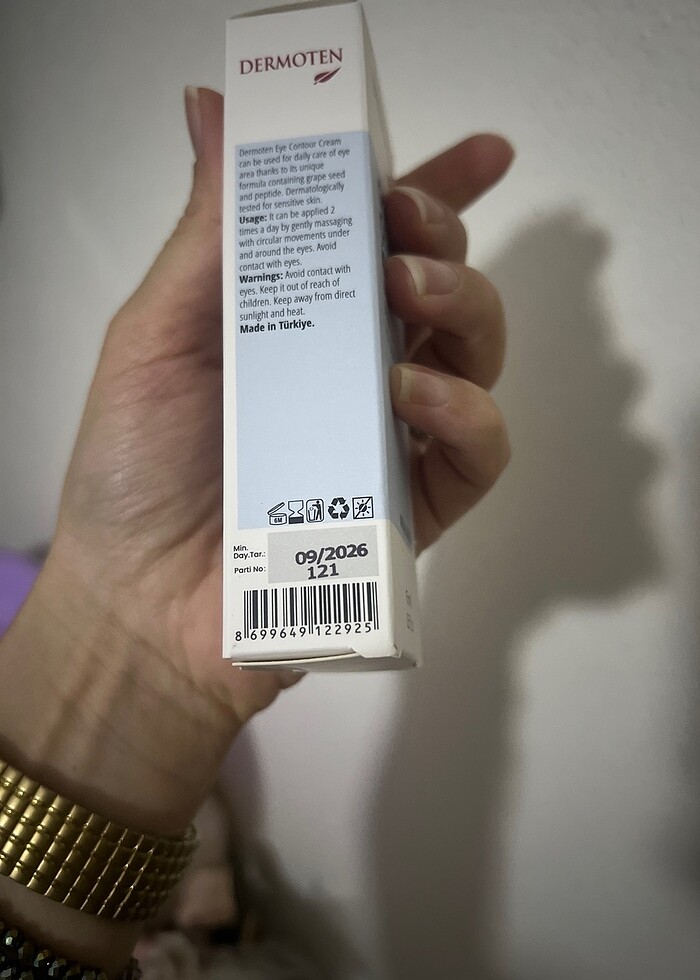 DERMOTEN
Dermoten Eye Contour Cream
can be used for daily care of eye
area thanks to its unique
formula containing grape seed
and peptide. Dermatologically
tested for sensitive skin.
Usage: It can be applied 2
times a day by gently massaging
with circular movements under
and around the eyes. Avoid
contact with eyes.
Warnings: Avoid contact with
eyes. Keep it out of reach of
children. Keep away from direct
sunlight and heat.
Made in Türkiye.
6M
Min.
Day.Tar.: 09/2026
Parti No: 121
8 699649 122925